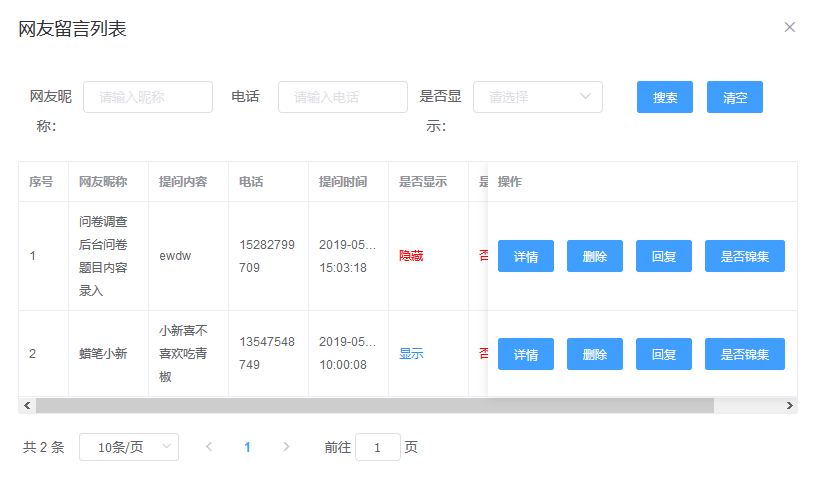 网友留言列表
网友昵称： 请输入昵称 电话 请输入电话 是否显示： 请选择 搜索 清空
序号 网友昵称 提问内容 电话 提问时间 是否显示 是 操作
1 问卷调查后台问卷题目内容录入 ewdw 15282799709 2019-05... 15:03:18 隐藏 否 详情 删除 回复 是否锦集
2 蜡笔小新 小新喜不喜欢吃青椒 13547548749 2019-05... 10:00:08 显示 否 详情 删除 回复 是否锦集
共 2 条 10条/页 1 前往 1 页